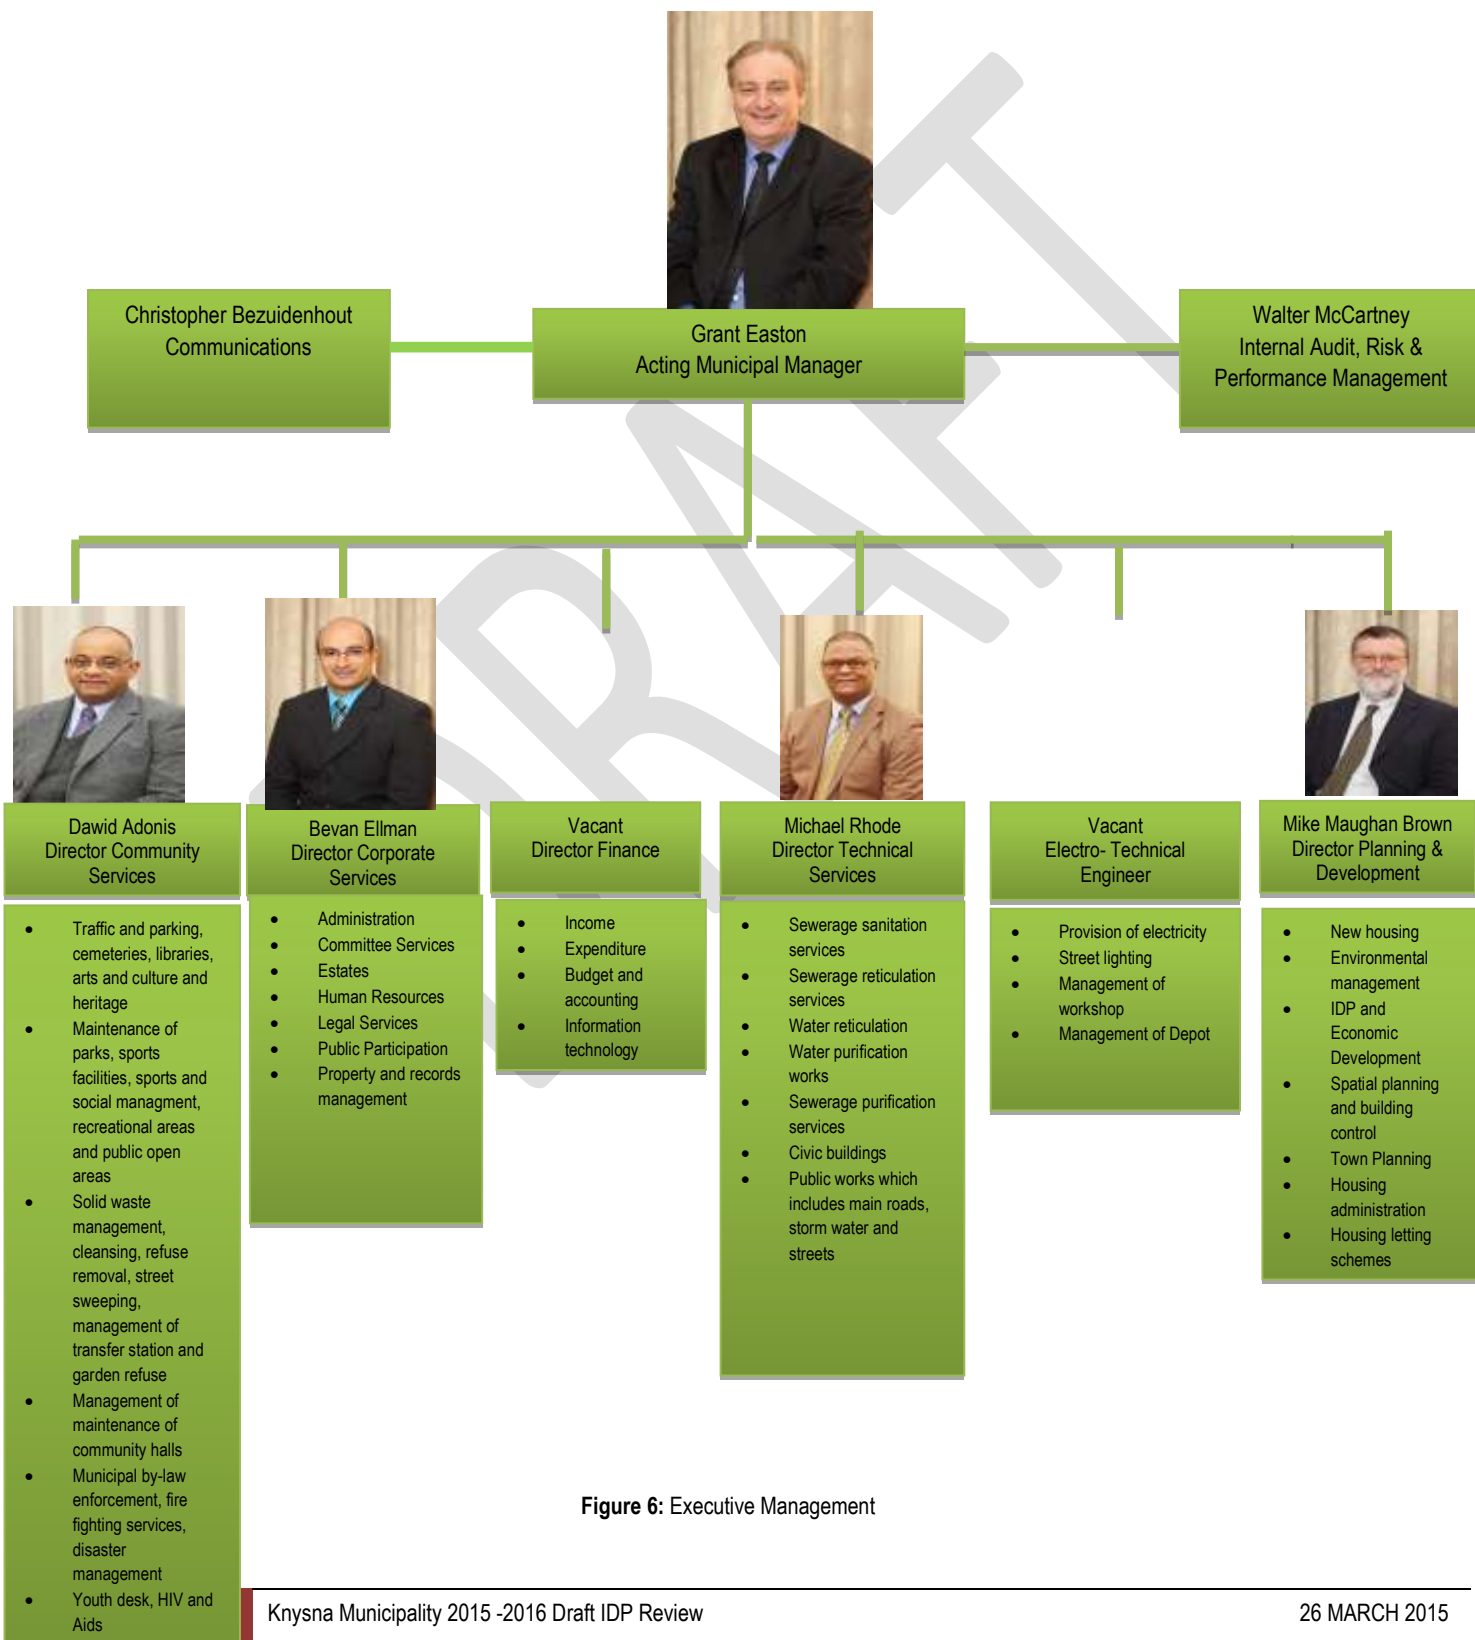 Christopher Bezuidenhout
Communications
Grant Easton
Acting Municipal Manager
Walter McCartney
Internal Audit, Risk &
Performance Management
Dawid Adonis
Director Community
Services
Bevan Ellman
Director Corporate
Services
Vacant
Director Finance
Michael Rhode
Director Technical
Services
Vacant
Electro- Technical
Engineer
Mike Maughan Brown
Director Planning &
Development
• Traffic and parking,
cemeteries, libraries,
arts and culture and
heritage
• Maintenance of
parks, sports
facilities, sports and
social managment,
recreational areas
and public open
areas
• Solid waste
management,
cleansing, refuse
removal, street
sweeping,
management of
transfer station and
garden refuse
• Management of
maintenance of
community halls
• Municipal by-law
enforcement, fire
fighting services,
disaster
management
• Youth desk, HIV and
Aids
• Administration
• Committee Services
• Estates
• Human Resources
• Legal Services
• Public Participation
• Property and records
management
• Income
• Expenditure
• Budget and
accounting
• Information
technology
• Sewerage sanitation
services
• Sewerage reticulation
services
• Water reticulation
• Water purification
works
• Sewerage purification
services
• Civic buildings
• Public works which
includes main roads,
storm water and
streets
• Provision of electricity
• Street lighting
• Management of
workshop
• Management of Depot
• New housing
• Environmental
management
• IDP and
Economic
Development
• Spatial planning
and building
control
• Town Planning
• Housing
administration
• Housing letting
schemes
DRAFT
Figure 6: Executive Management
Knysna Municipality 2015 -2016 Draft IDP Review
26 MARCH 2015